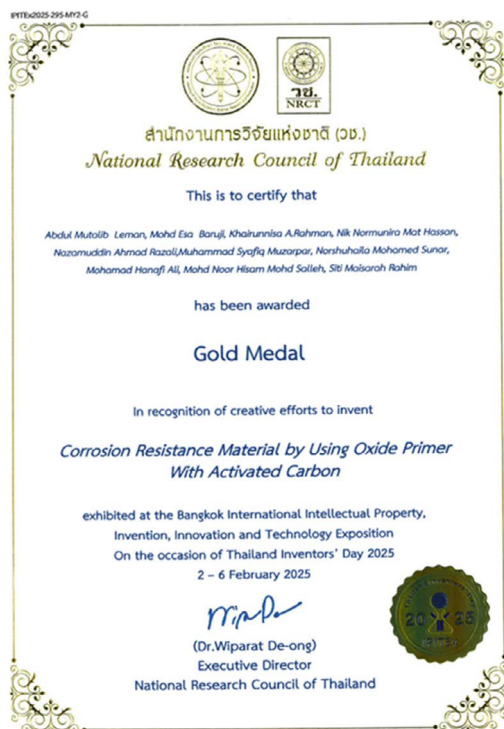 IPITEx2025-295-MY2-G
วช.
NRCT
สำนักงานการวิจัยแห่งชาติ (วช.)
National Research Council of Thailand
This is to certify that
Abdul Mutalib Leman, Mohd Esa Baruji, Khairunnisa A.Rahman, Nik Normunira Mat Hassan,
Nazamuddin Ahmad Razali,Muhammad Syafiq Muzarpar, Norshuhaila Mohamed Sunar,
Mohamad Hanafi Ali, Mohd Noor Hisam Mohd Salleh, Siti Maisarah Rahim
has been awarded
Gold Medal
In recognition of creative efforts to invent
Corrosion Resistance Material by Using Oxide Primer
With Activated Carbon
exhibited at the Bangkok International Intellectual Property,
Invention, Innovation and Technology Exposition
On the occasion of Thailand Inventors' Day 2025
2 – 6 February 2025
(Dr.Wiparat De-ong)
Executive Director
National Research Council of Thailand
20 25
IPITEx